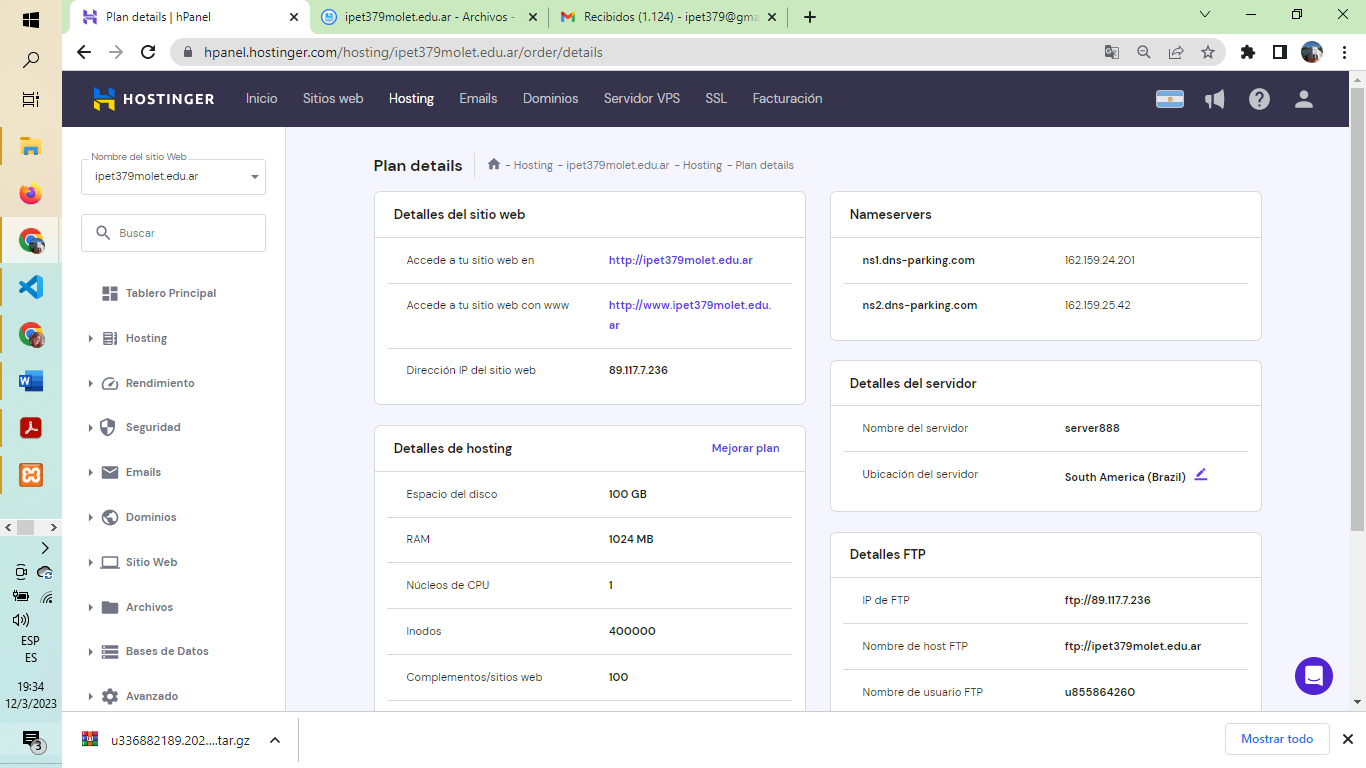 Plan details | hPanel
ipet379molet.edu.ar - Archivos -
Recibidos (1.124) - ipet379@gma
hpanel.hostinger.com/hosting/ipet379molet.edu.ar/order/details
HOSTINGER
Inicio
Sitios web
Hosting
Emails
Dominios
Servidor VPS
SSL
Facturación
Nombre del sitio Web
ipet379molet.edu.ar
Buscar
Tablero Principal
Hosting
Rendimiento
Seguridad
Emails
Dominios
Sitio Web
Archivos
Bases de Datos
Avanzado
Plan details
- Hosting - ipet379molet.edu.ar - Hosting - Plan details
Detalles del sitio web
Accede a tu sitio web en http://ipet379molet.edu.ar
Accede a tu sitio web con www http://www.ipet379molet.edu.
ar
Dirección IP del sitio web 89.117.7.236
Detalles de hosting Mejorar plan
Espacio del disco 100 GB
RAM 1024 MB
Núcleos de CPU 1
Inodos 400000
Complementos/sitios web 100
Nameservers
ns1.dns-parking.com 162.159.24.201
ns2.dns-parking.com 162.159.25.42
Detalles del servidor
Nombre del servidor server888
Ubicación del servidor South America (Brazil)
Detalles FTP
IP de FTP ftp://89.117.7.236
Nombre de host FTP ftp://ipet379molet.edu.ar
Nombre de usuario FTP u855864260
ESP
ES
19:34
12/3/2023
3
u336882189.202....tar.gz
Mostrar todo